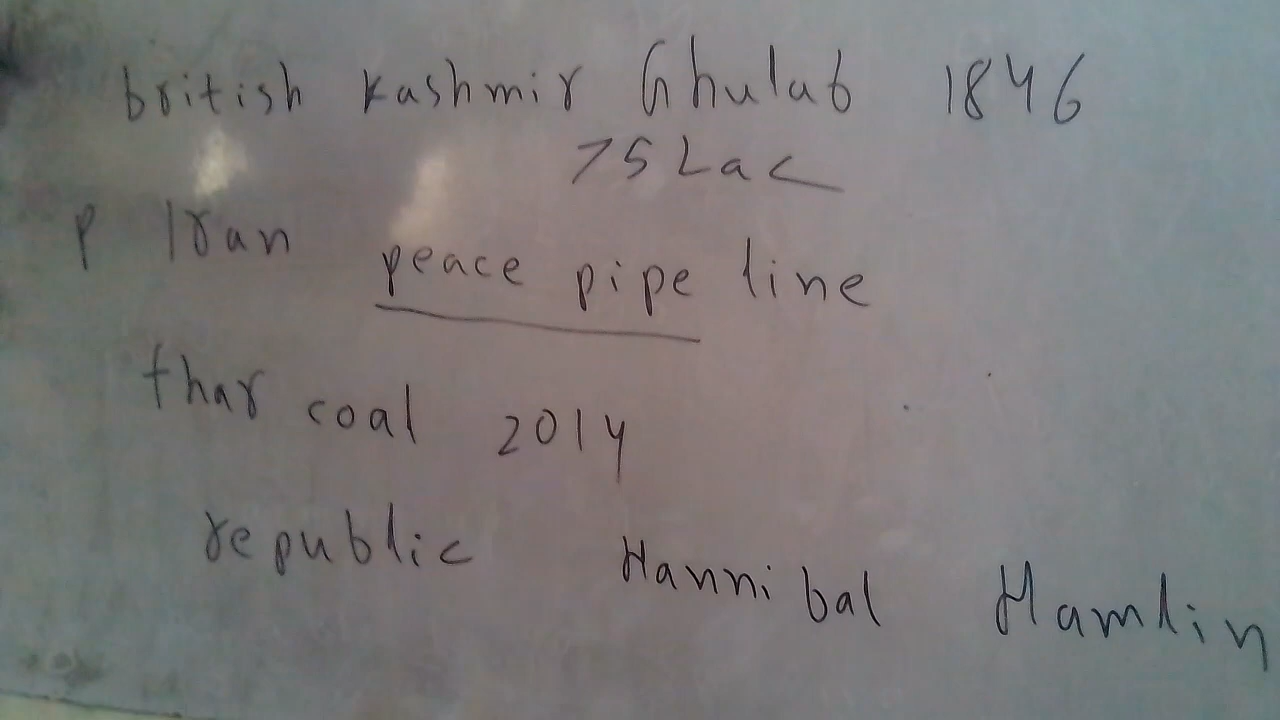 british kashmir Ghulab 1846
75 Lac
P Iran peace pipe line
thar coal 2014
republic Hannibal Hamlin